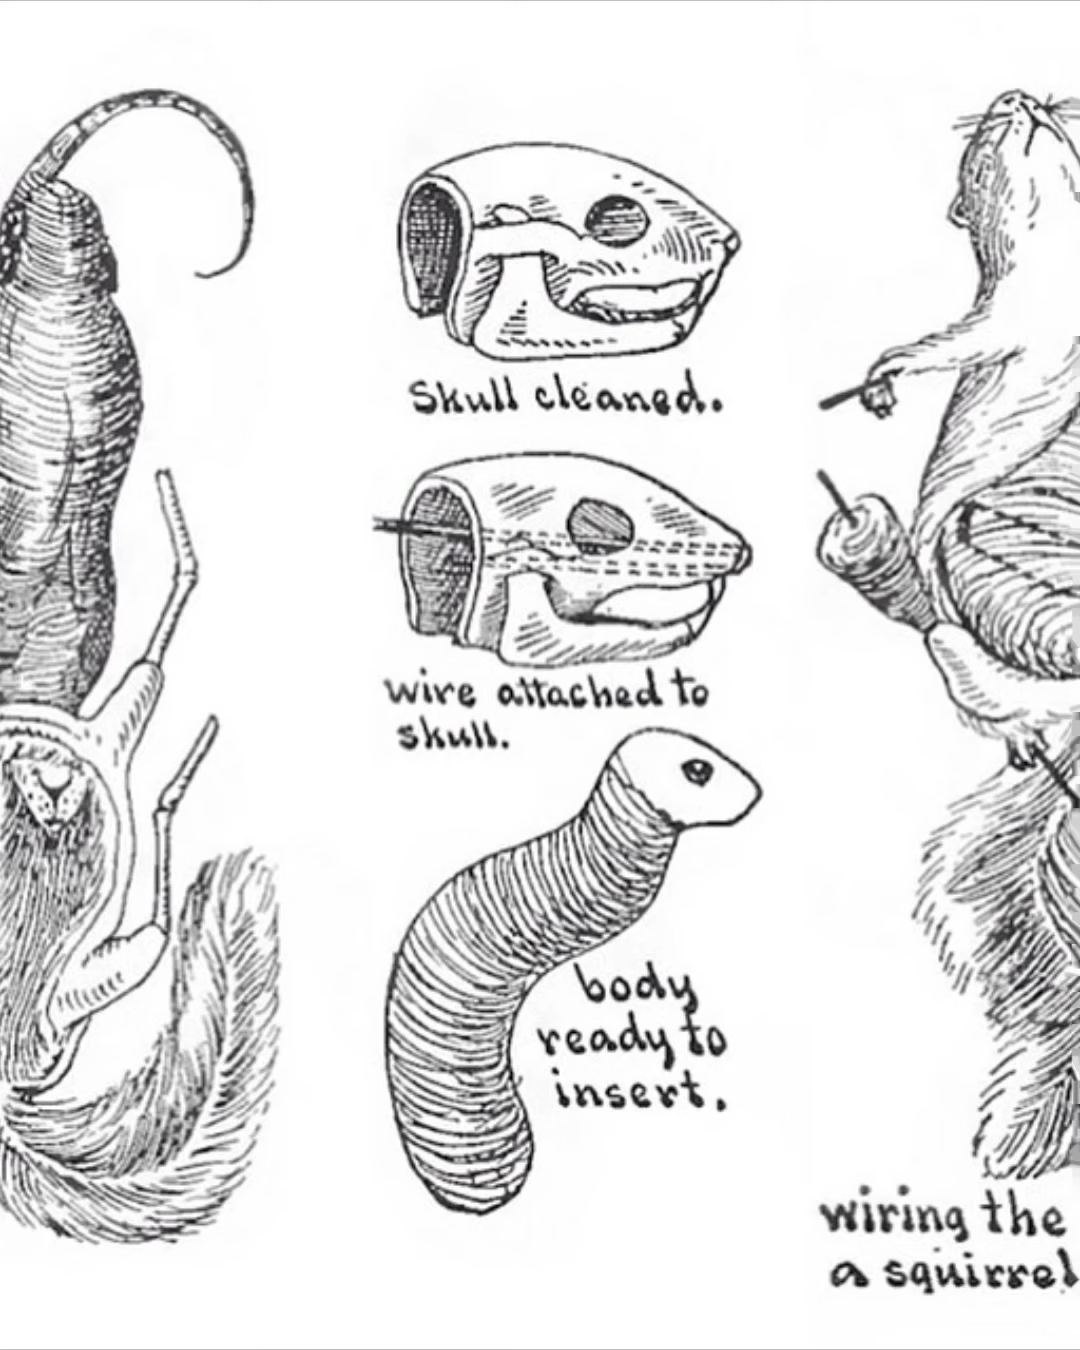 Skull cleaned.
wire attached to
skull.
body
ready to
insert.
wiring the
a squirrel